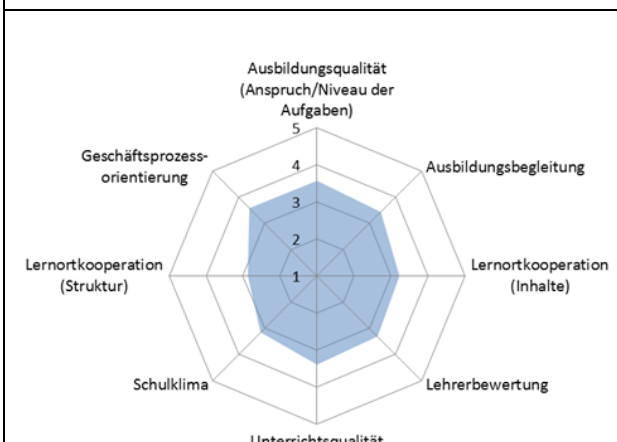 Ausbildungsqualität
(Anspruch/Niveau der
Aufgaben)
5
Geschäftsprozess-
orientierung
4
Ausbildungsbegleitung
3
2
Lernortkooperation
(Struktur)
1
Lernortkooperation
(Inhalte)
Schulklima
Lehrerbewertung
Unterrichtsqualität